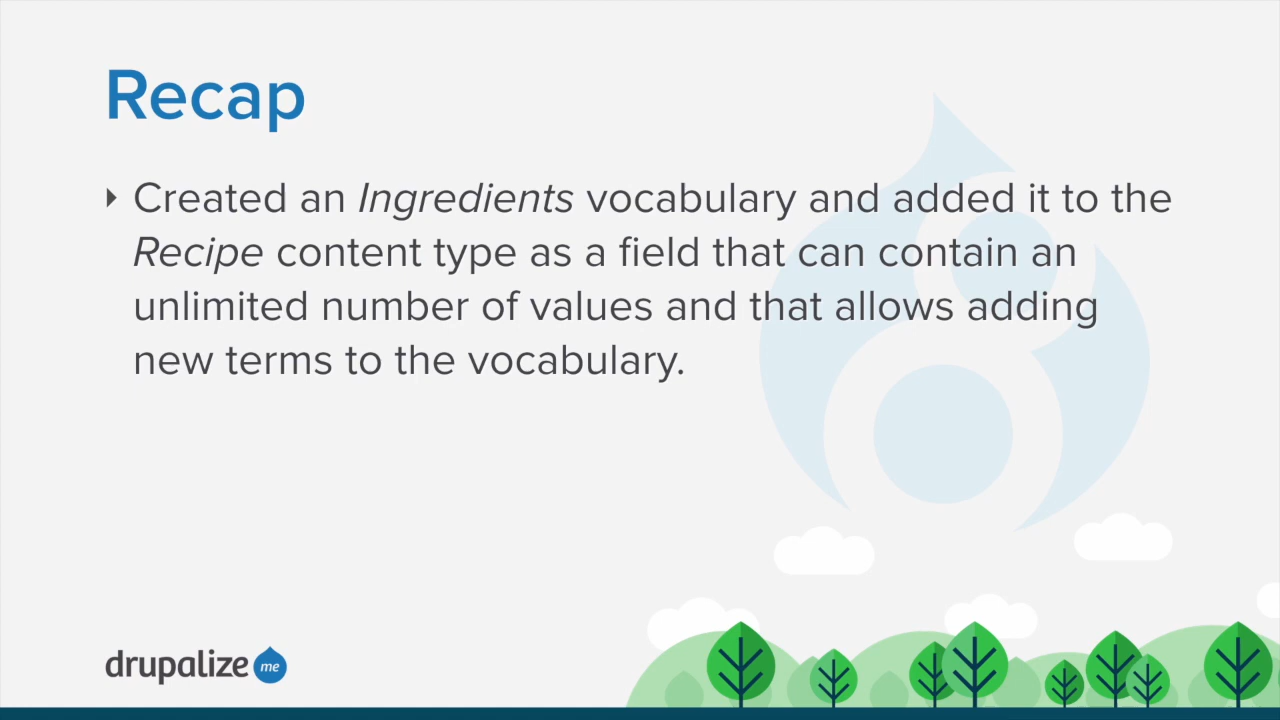 Recap
Created an Ingredients vocabulary and added it to the
Recipe content type as a field that can contain an
unlimited number of values and that allows adding
new terms to the vocabulary.
drupalize me